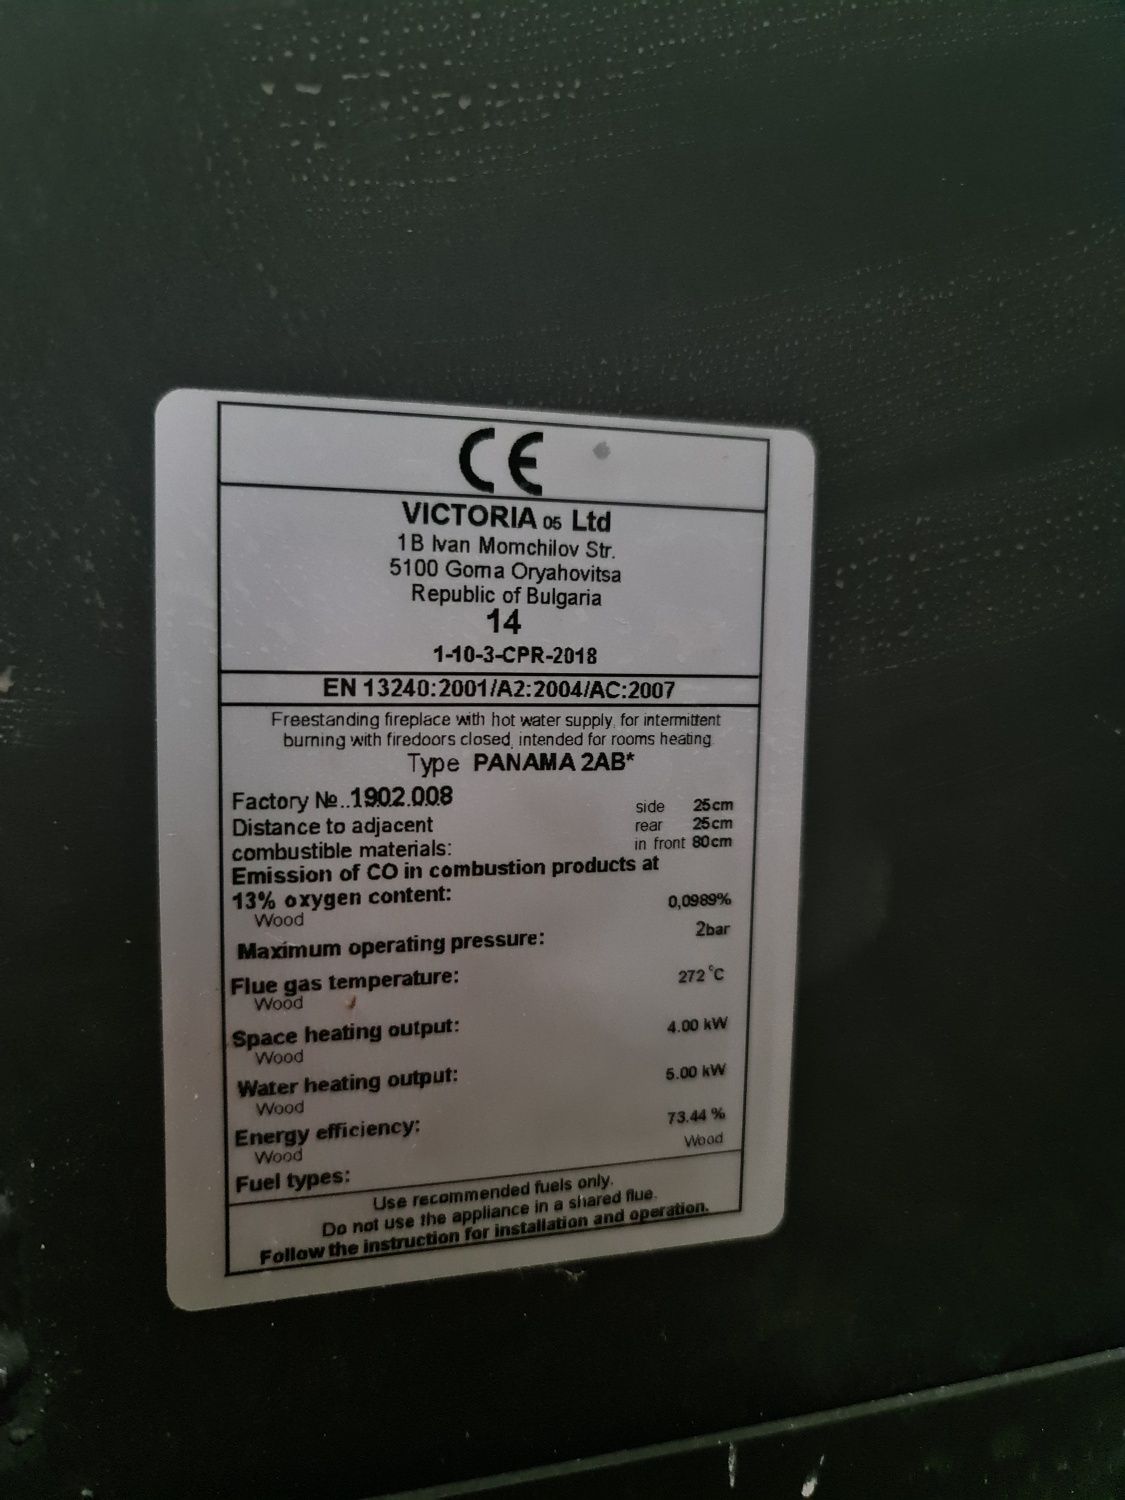 CE
VICTORIA 05 Ltd
1B Ivan Momchilov Str.
5100 Gorna Oryahovitsa
Republic of Bulgaria
14
1-10-3-CPR-2018
EN 13240:2001/A2:2004/AC:2007
Freestanding fireplace with hot water supply, for intermittent
burning with firedoors closed, intended for rooms heating.
Type PANAMA 2AB*
Factory №..1902.008
Distance to adjacent
combustible materials:
side 25cm
rear 25cm
in front 80cm
Emission of CO in combustion products at
13% oxygen content:
Wood 0,0989%
Maximum operating pressure: 2bar
Flue gas temperature:
Wood 272°C
Space heating output:
Wood 4.00 kW
Water heating output:
Wood 5.00 kW
Energy efficiency:
Wood 73.44 %
Fuel types: Wood
Use recommended fuels only.
Do not use the appliance in a shared flue.
Follow the instruction for installation and operation.